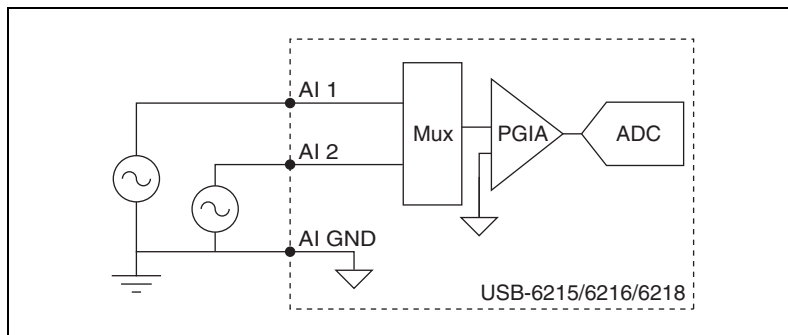 AI 1
Mux
PGIA
ADC
AI 2
AI GND
USB-6215/6216/6218